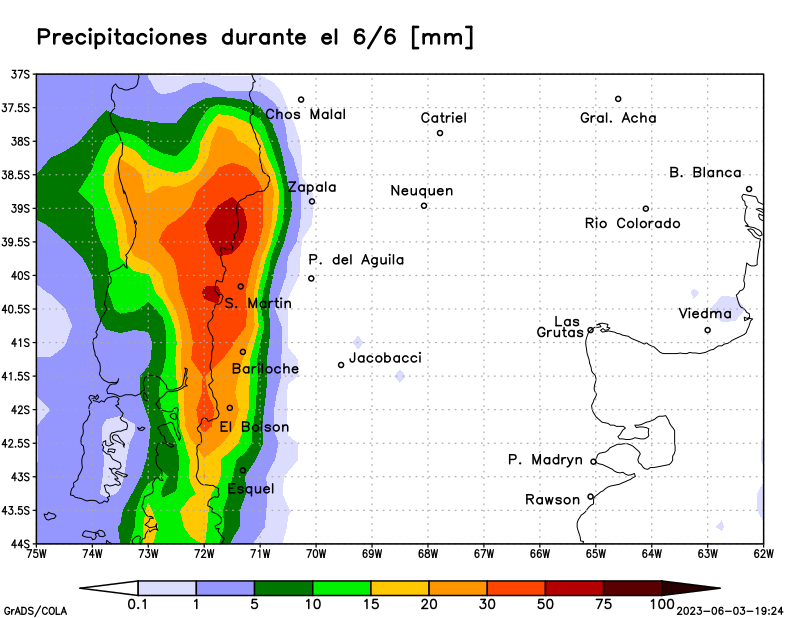 Precipitaciones durante el 6/6 [mm]
37S
37.5S
38S
38.5S
39S
39.5S
40S
40.5S
41S
41.5S
42S
42.5S
43S
43.5S
44S
Chos Malal
Catriel
Gral. Acha
B. Blanca
Zapala
Neuquen
Rio Colorado
P. del Aguila
S. Martin
Las
Grutas
Viedma
Jacobacci
Bariloche
El Bolson
P. Madryn
Esquel
Rawson
75W 74W 73W 72W 71W 70W 69W 68W 67W 66W 65W 64W 63W 62W
0.1 1 5 10 15 20 30 50 75 100
GrADS/COLA
2023-06-03-19:24